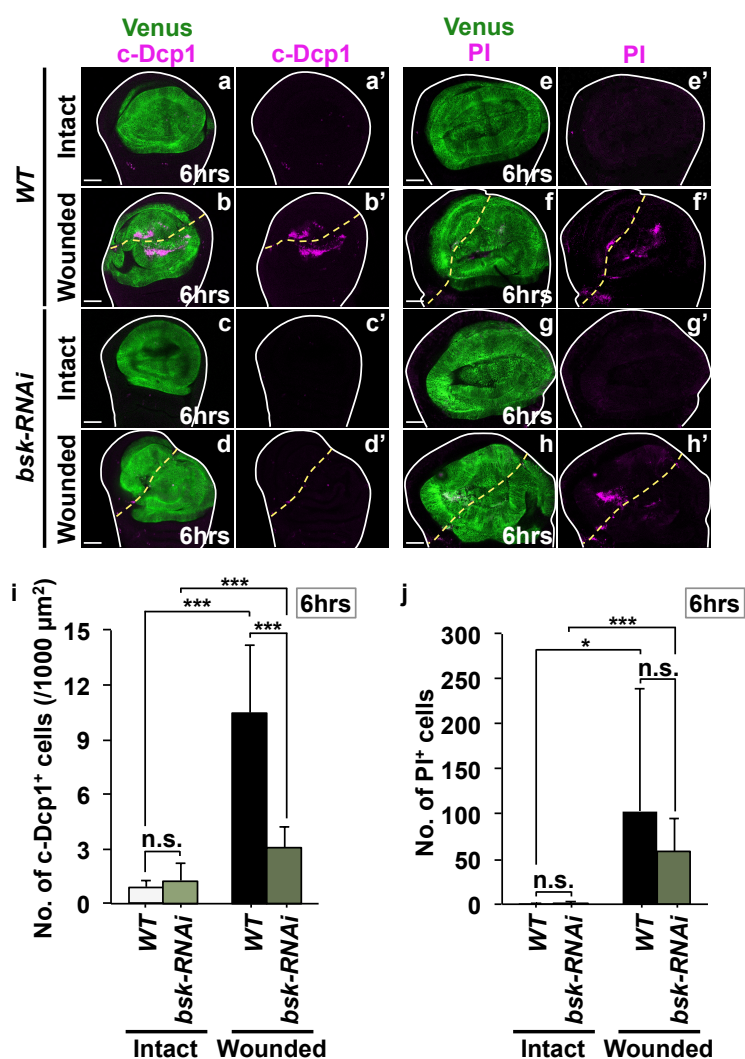 Venus Venus
c-Dcp1 c-Dcp1 PI PI
WT
Intact
a 6hrs
a’
e 6hrs
e’
Wounded
b 6hrs
b’
f 6hrs
f’
bsk-RNAi
Intact
c 6hrs
c’
g 6hrs
g’
Wounded
d 6hrs
d’
h 6hrs
h’
i
6hrs
***
***
***
n.s.
No. of c-Dcp1+ cells (/1000 µm2)
15
12
9
6
3
0
WT
bsk-RNAi
WT
bsk-RNAi
Intact Wounded
j
6hrs
***
*
n.s.
n.s.
No. of PI+ cells
300
250
200
150
100
50
0
WT
bsk-RNAi
WT
bsk-RNAi
Intact Wounded